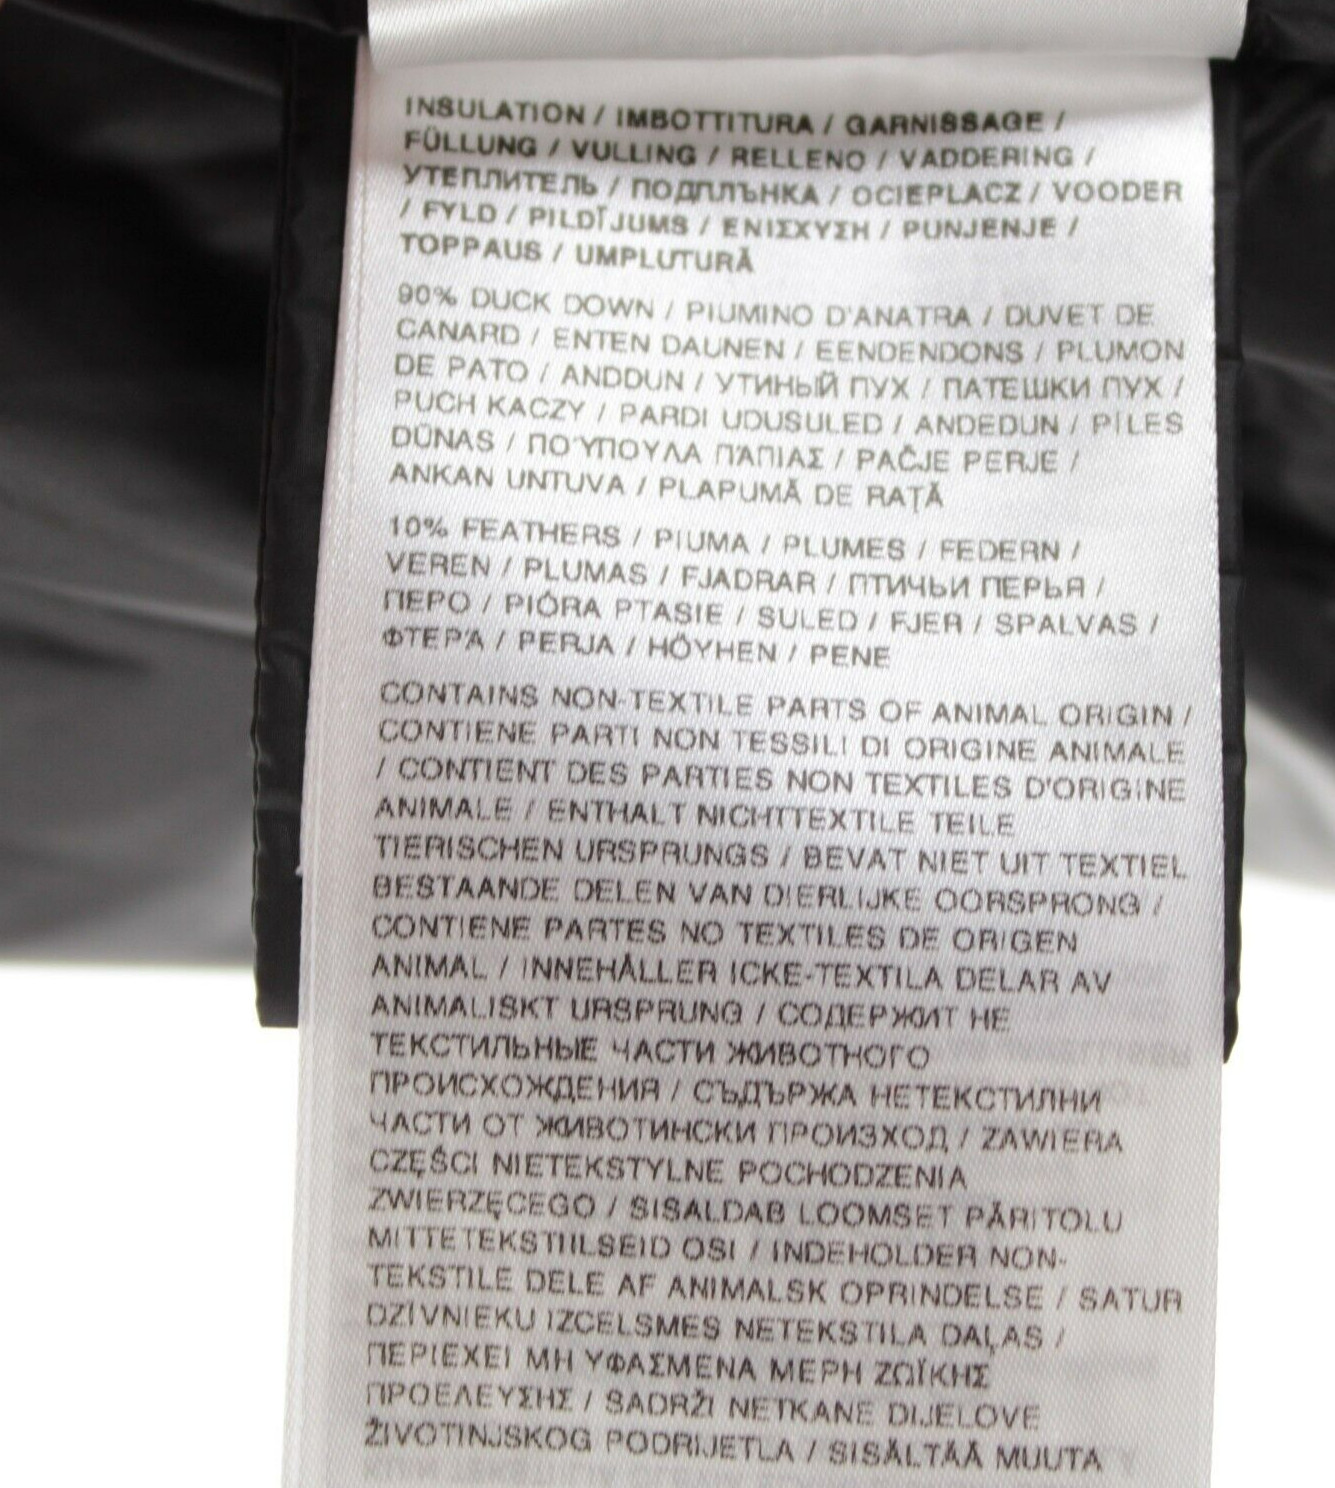 INSULATION / IMBOTTITURA / GARNISSAGE /
FÜLLUNG / VULLING / RELLENO / VADDERING /
УТЕПЛИТЕЛЬ / ПОДПЛЪНКА / OCIEPLACZ / VOODER
/ FYLD / PILDĪJUMS / ΕΝΙΣΧΥΣΗ / PUNJENJE /
TOPPAUS / UMPLUTURĂ
90% DUCK DOWN / PIUMINO D'ANATRA / DUVET DE
CANARD / ENTEN DAUNEN / EENDENDONS / PLUMON
DE PATO / ANDDUN / УТИНЫЙ ПУХ / ПАТЕШКИ ПУХ /
PUCH KACZY / PARDI UDUSULED / ANDEDUN / PĪLES
DŪNAS / ΠΟΎΠΟΥΛΑ ΠΆΠΙΑΣ / PAČJE PERJE /
ANKAN UNTUVA / PLAPUMĂ DE RAȚĂ
10% FEATHERS / PIUMA / PLUMES / FEDERN /
VEREN / PLUMAS / FJADRAR / ПТИЧЬИ ПЕРЬЯ /
ПЕРО / PIÓRA PTASIE / SULED / FJER / SPALVAS /
ΦΤΕΡΆ / PERJA / HÖYHEN / PENE
CONTAINS NON-TEXTILE PARTS OF ANIMAL ORIGIN /
CONTIENE PARTI NON TESSILI DI ORIGINE ANIMALE
/ CONTIENT DES PARTIES NON TEXTILES D'ORIGINE
ANIMALE / ENTHALT NICHTTEXTILE TEILE
TIERISCHEN URSPRUNGS / BEVAT NIET UIT TEXTIEL
BESTAANDE DELEN VAN DIERLIJKE OORSPRONG /
CONTIENE PARTES NO TEXTILES DE ORIGEN
ANIMAL / INNEHÅLLER ICKE-TEXTILA DELAR AV
ANIMALISKT URSPRUNG / СОДЕРЖИТ НЕ
ТЕКСТИЛЬНЫЕ ЧАСТИ ЖИВОТНОГО
ПРОИСХОЖДЕНИЯ / СЪДЪРЖА НЕТЕКСТИЛНИ
ЧАСТИ ОТ ЖИВОТИНСКИ ПРОИЗХОД / ZAWIERA
CZĘŚCI NIETEKSTYLNE POCHODZENIA
ZWIERZĘCEGO / SISALDAB LOOMSET PÄRITOLU
MITTETEKSTIILSEID OSI / INDEHOLDER NON-
TEKSTILE DELE AF ANIMALSK OPRINDELSE / SATUR
DZĪVNIEKU IZCELSMES NETEKSTILA DAĻAS /
ΠΕΡΙΕΧΕΙ ΜΗ ΥΦΑΣΜΕΝΑ ΜΕΡΗ ΖΩΪΚΗΣ
ΠΡΟΕΛΕΥΣΗΣ / SADRŽI NETKANE DIJELOVE
ŽIVOTINJSKOG PODRIJETLA / SISÄLTÄÄ MUUTA